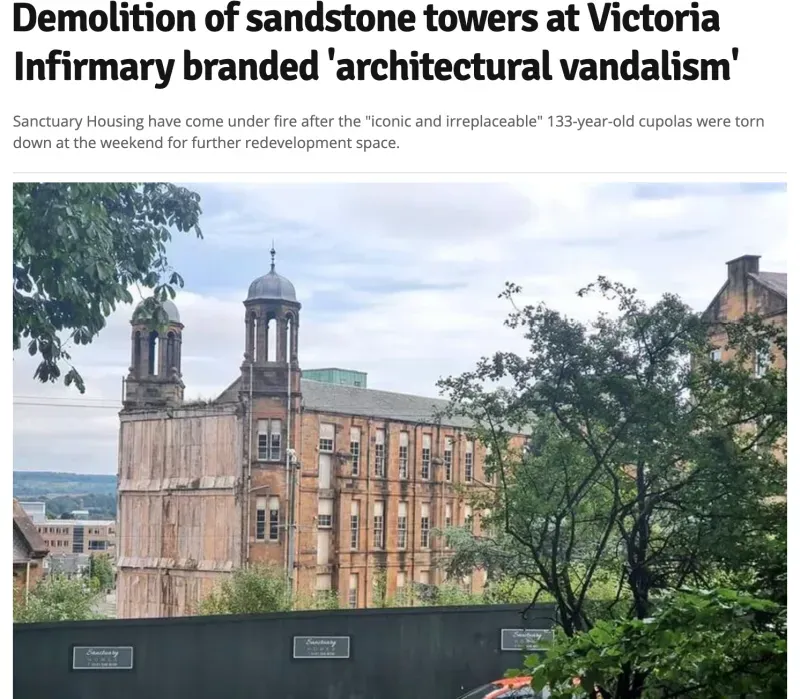 Demolition of sandstone towers at Victoria
Infirmary branded 'architectural vandalism'
Sanctuary Housing have come under fire after the "iconic and irreplaceable" 133-year-old cupolas were torn
down at the weekend for further redevelopment space.
Sanctuary
HOMES
Sanctuary
HOMES
Sanctuary